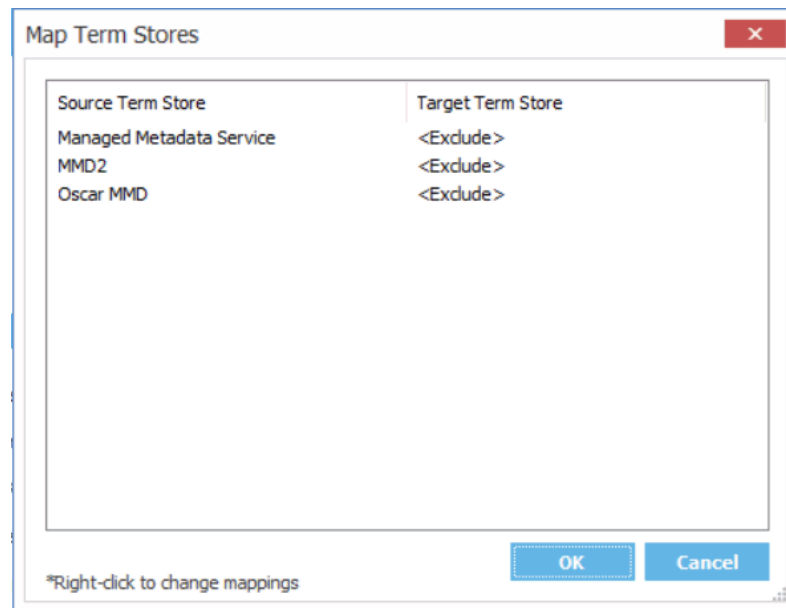 Map Term Stores
Source Term Store Target Term Store
Managed Metadata Service <Exclude>
MMD2 <Exclude>
Oscar MMD <Exclude>
OK Cancel
*Right-click to change mappings